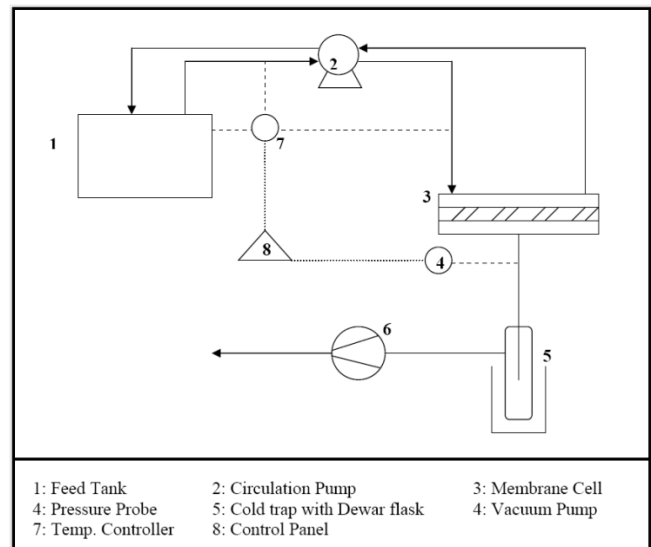 2
1
7
3
8
4
6
5
1: Feed Tank 2: Circulation Pump 3: Membrane Cell
4: Pressure Probe 5: Cold trap with Dewar flask 4: Vacuum Pump
7: Temp. Controller 8: Control Panel